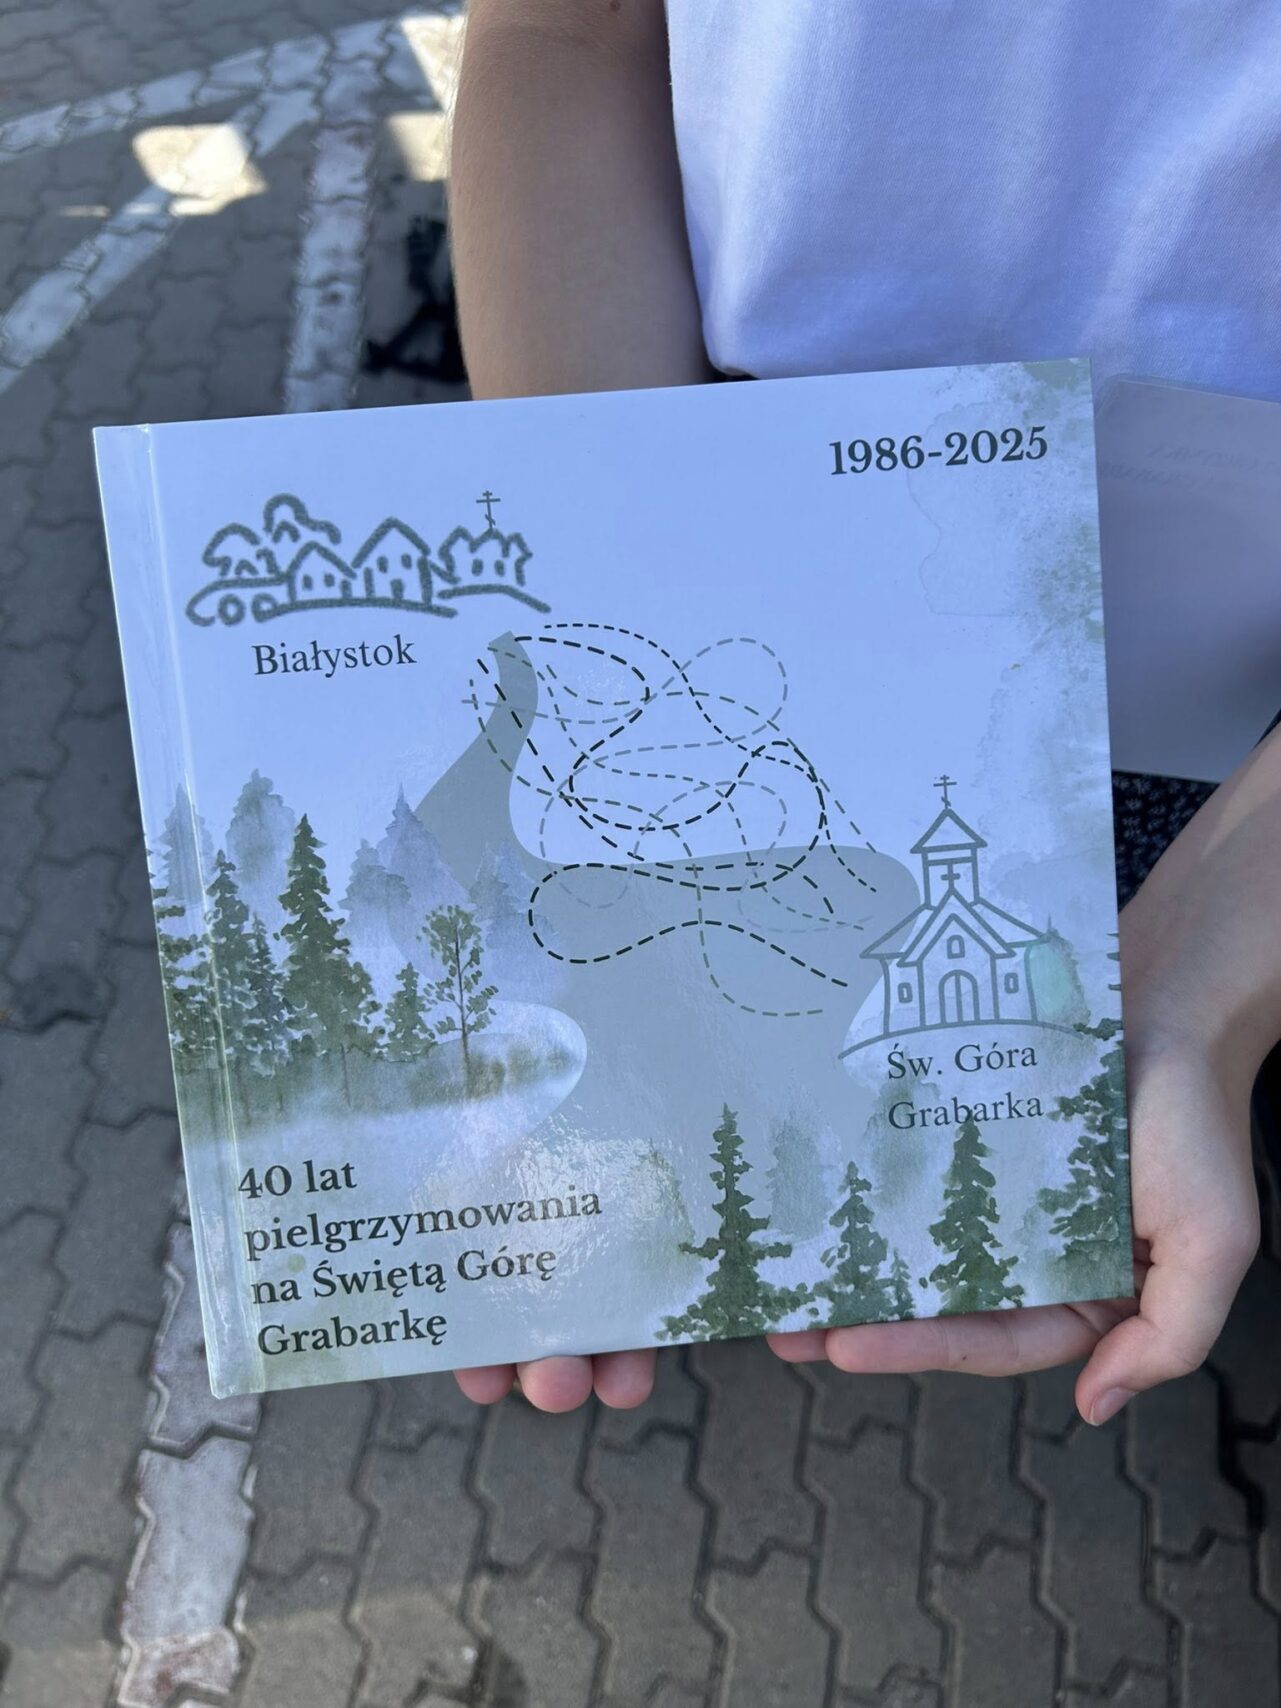 1986-2025
Białystok
Św. Góra
Grabarka
40 lat
pielgrzymowania
na Świętą Górę
Grabarkę